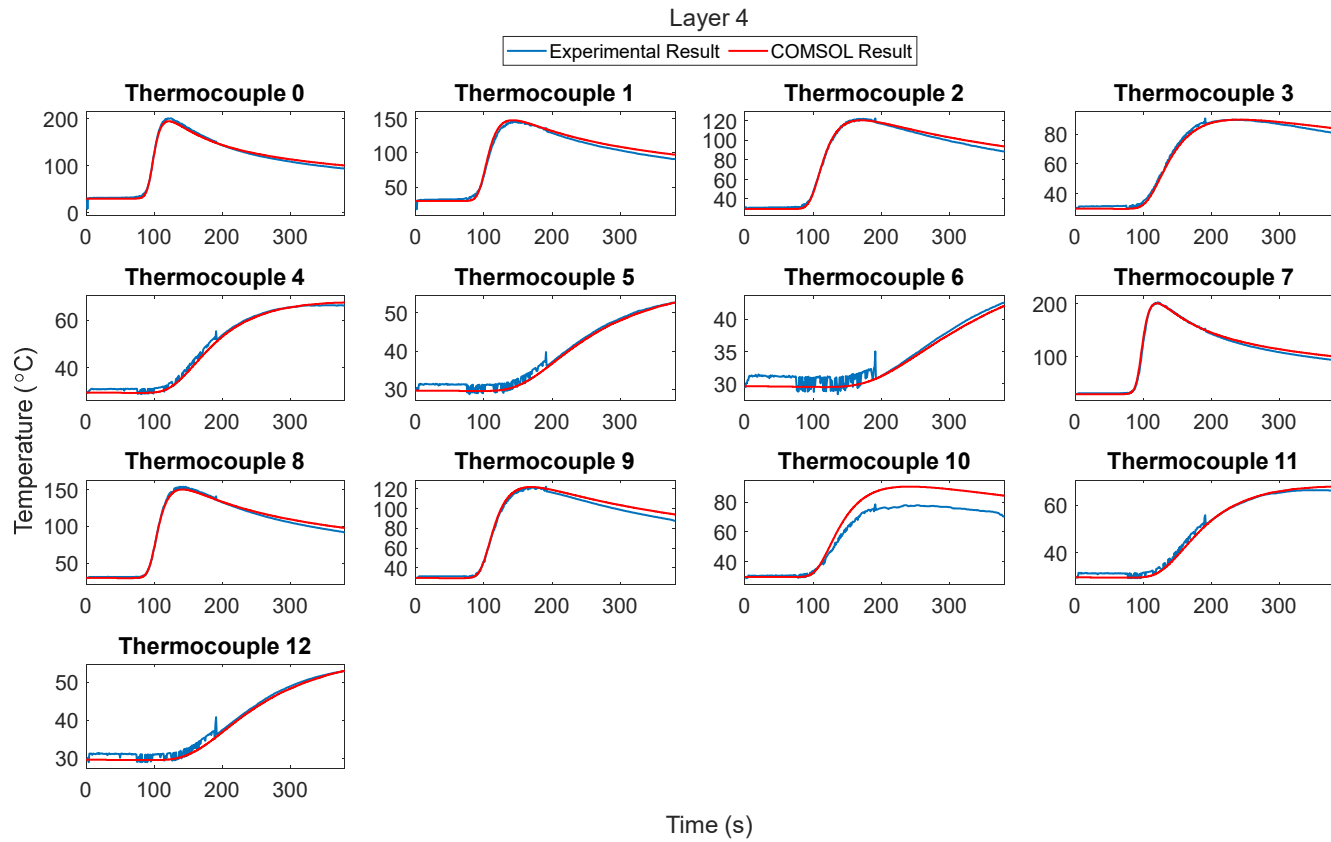 Layer 4
Experimental Result COMSOL Result
Thermocouple 0 Thermocouple 1 Thermocouple 2 Thermocouple 3
200
100
0
0 100 200 300
150
100
50
0 100 200 300
120
100
80
60
40
0 100 200 300
80
60
40
0 100 200 300
Thermocouple 4 Thermocouple 5 Thermocouple 6 Thermocouple 7
60
40
0 100 200 300
50
40
30
0 100 200 300
40
35
30
0 100 200 300
200
100
0 100 200 300
Temperature (°C)
Thermocouple 8 Thermocouple 9 Thermocouple 10 Thermocouple 11
150
100
50
0 100 200 300
120
100
80
60
40
0 100 200 300
80
60
40
0 100 200 300
60
40
0 100 200 300
Thermocouple 12
50
40
30
0 100 200 300
Time (s)